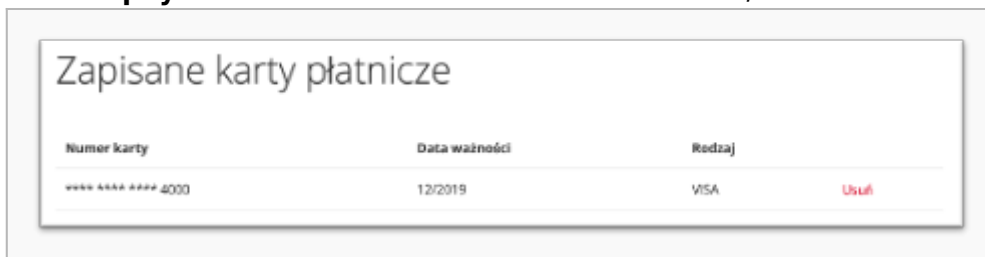 Zapisane karty płatnicze
Numer karty Data ważności Rodzaj
**** **** **** 4000 12/2019 VISA Usuń